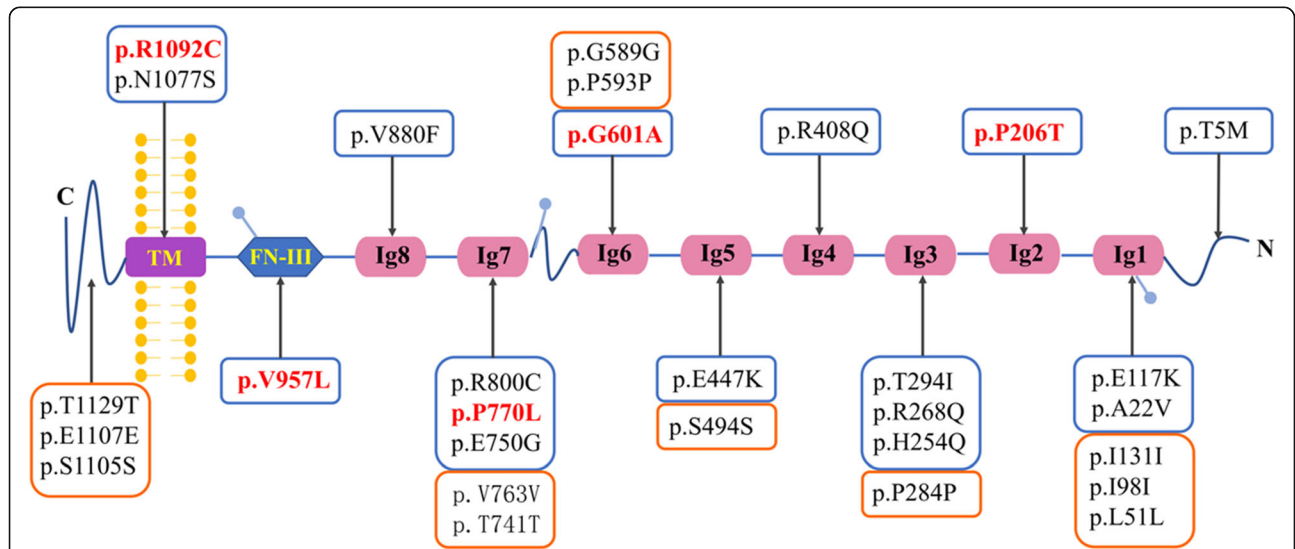 p.R1092C
p.N1077S
p.G589G
p.P593P
p.V880F
p.G601A
p.R408Q
p.P206T
p.T5M
C
TM
FN-III
Ig8
Ig7
Ig6
Ig5
Ig4
Ig3
Ig2
Ig1
N
p.T1129T
p.E1107E
p.S1105S
p.V957L
p.R800C
p.P770L
p.E750G
p. V763V
p. T741T
p.E447K
p.S494S
p.T294I
p.R268Q
p.H254Q
p.P284P
p.E117K
p.A22V
p.I131I
p.I98I
p.L51L